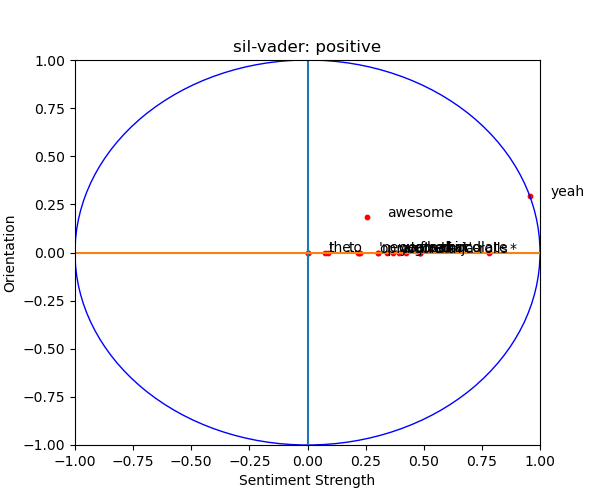 sil-vader: positive
1.00
0.75
0.50
0.25
0.00
−0.25
−0.50
−0.75
−1.00
Orientation
yeah
awesome
the
to
*
−1.00
−0.75
−0.50
−0.25
0.00
0.25
0.50
0.75
1.00
Sentiment Strength